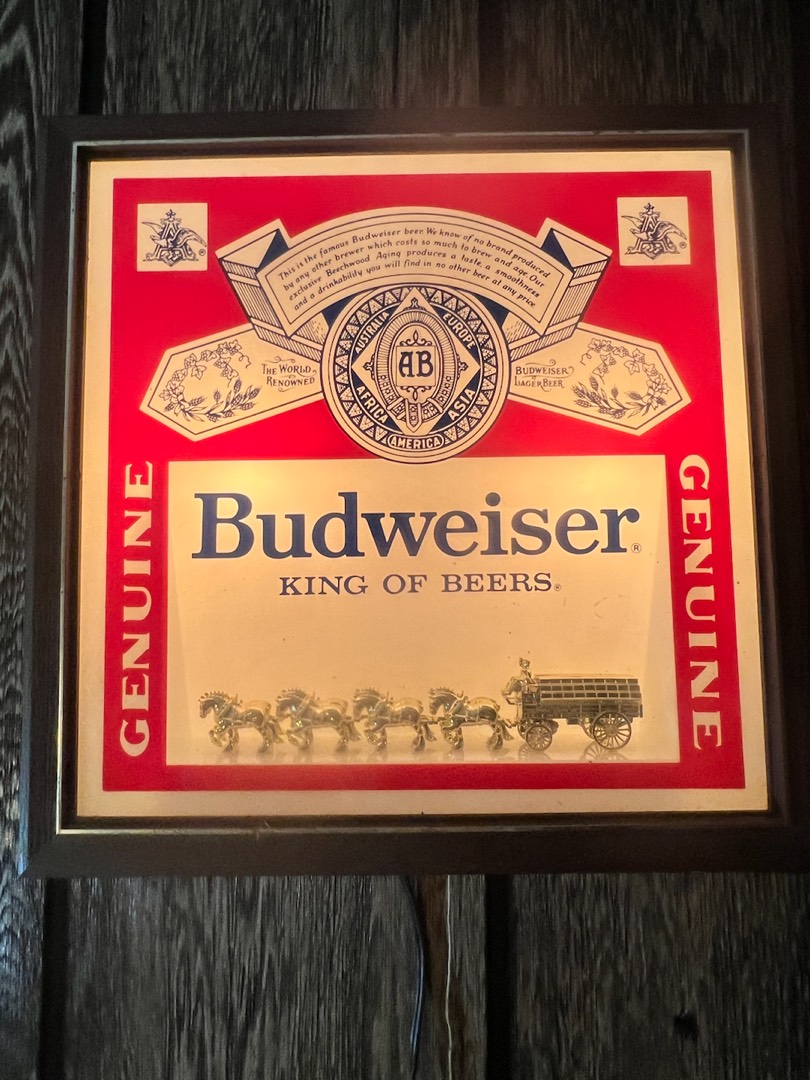 This is the famous Budweiser beer. We know of no brand produced
by any other brewer which costs so much to brew and age. Our
exclusive Beechwood Aging produces a taste, a smoothness
and a drinkability you will find in no other beer at any price.
AUSTRALIA
EUROPE
AB
AFRICA
ASIA
AMERICA
THE WORLD
RENOWNED
BUDWEISER
LAGER BEER
GENUINE
Budweiser®
KING OF BEERS®
GENUINE